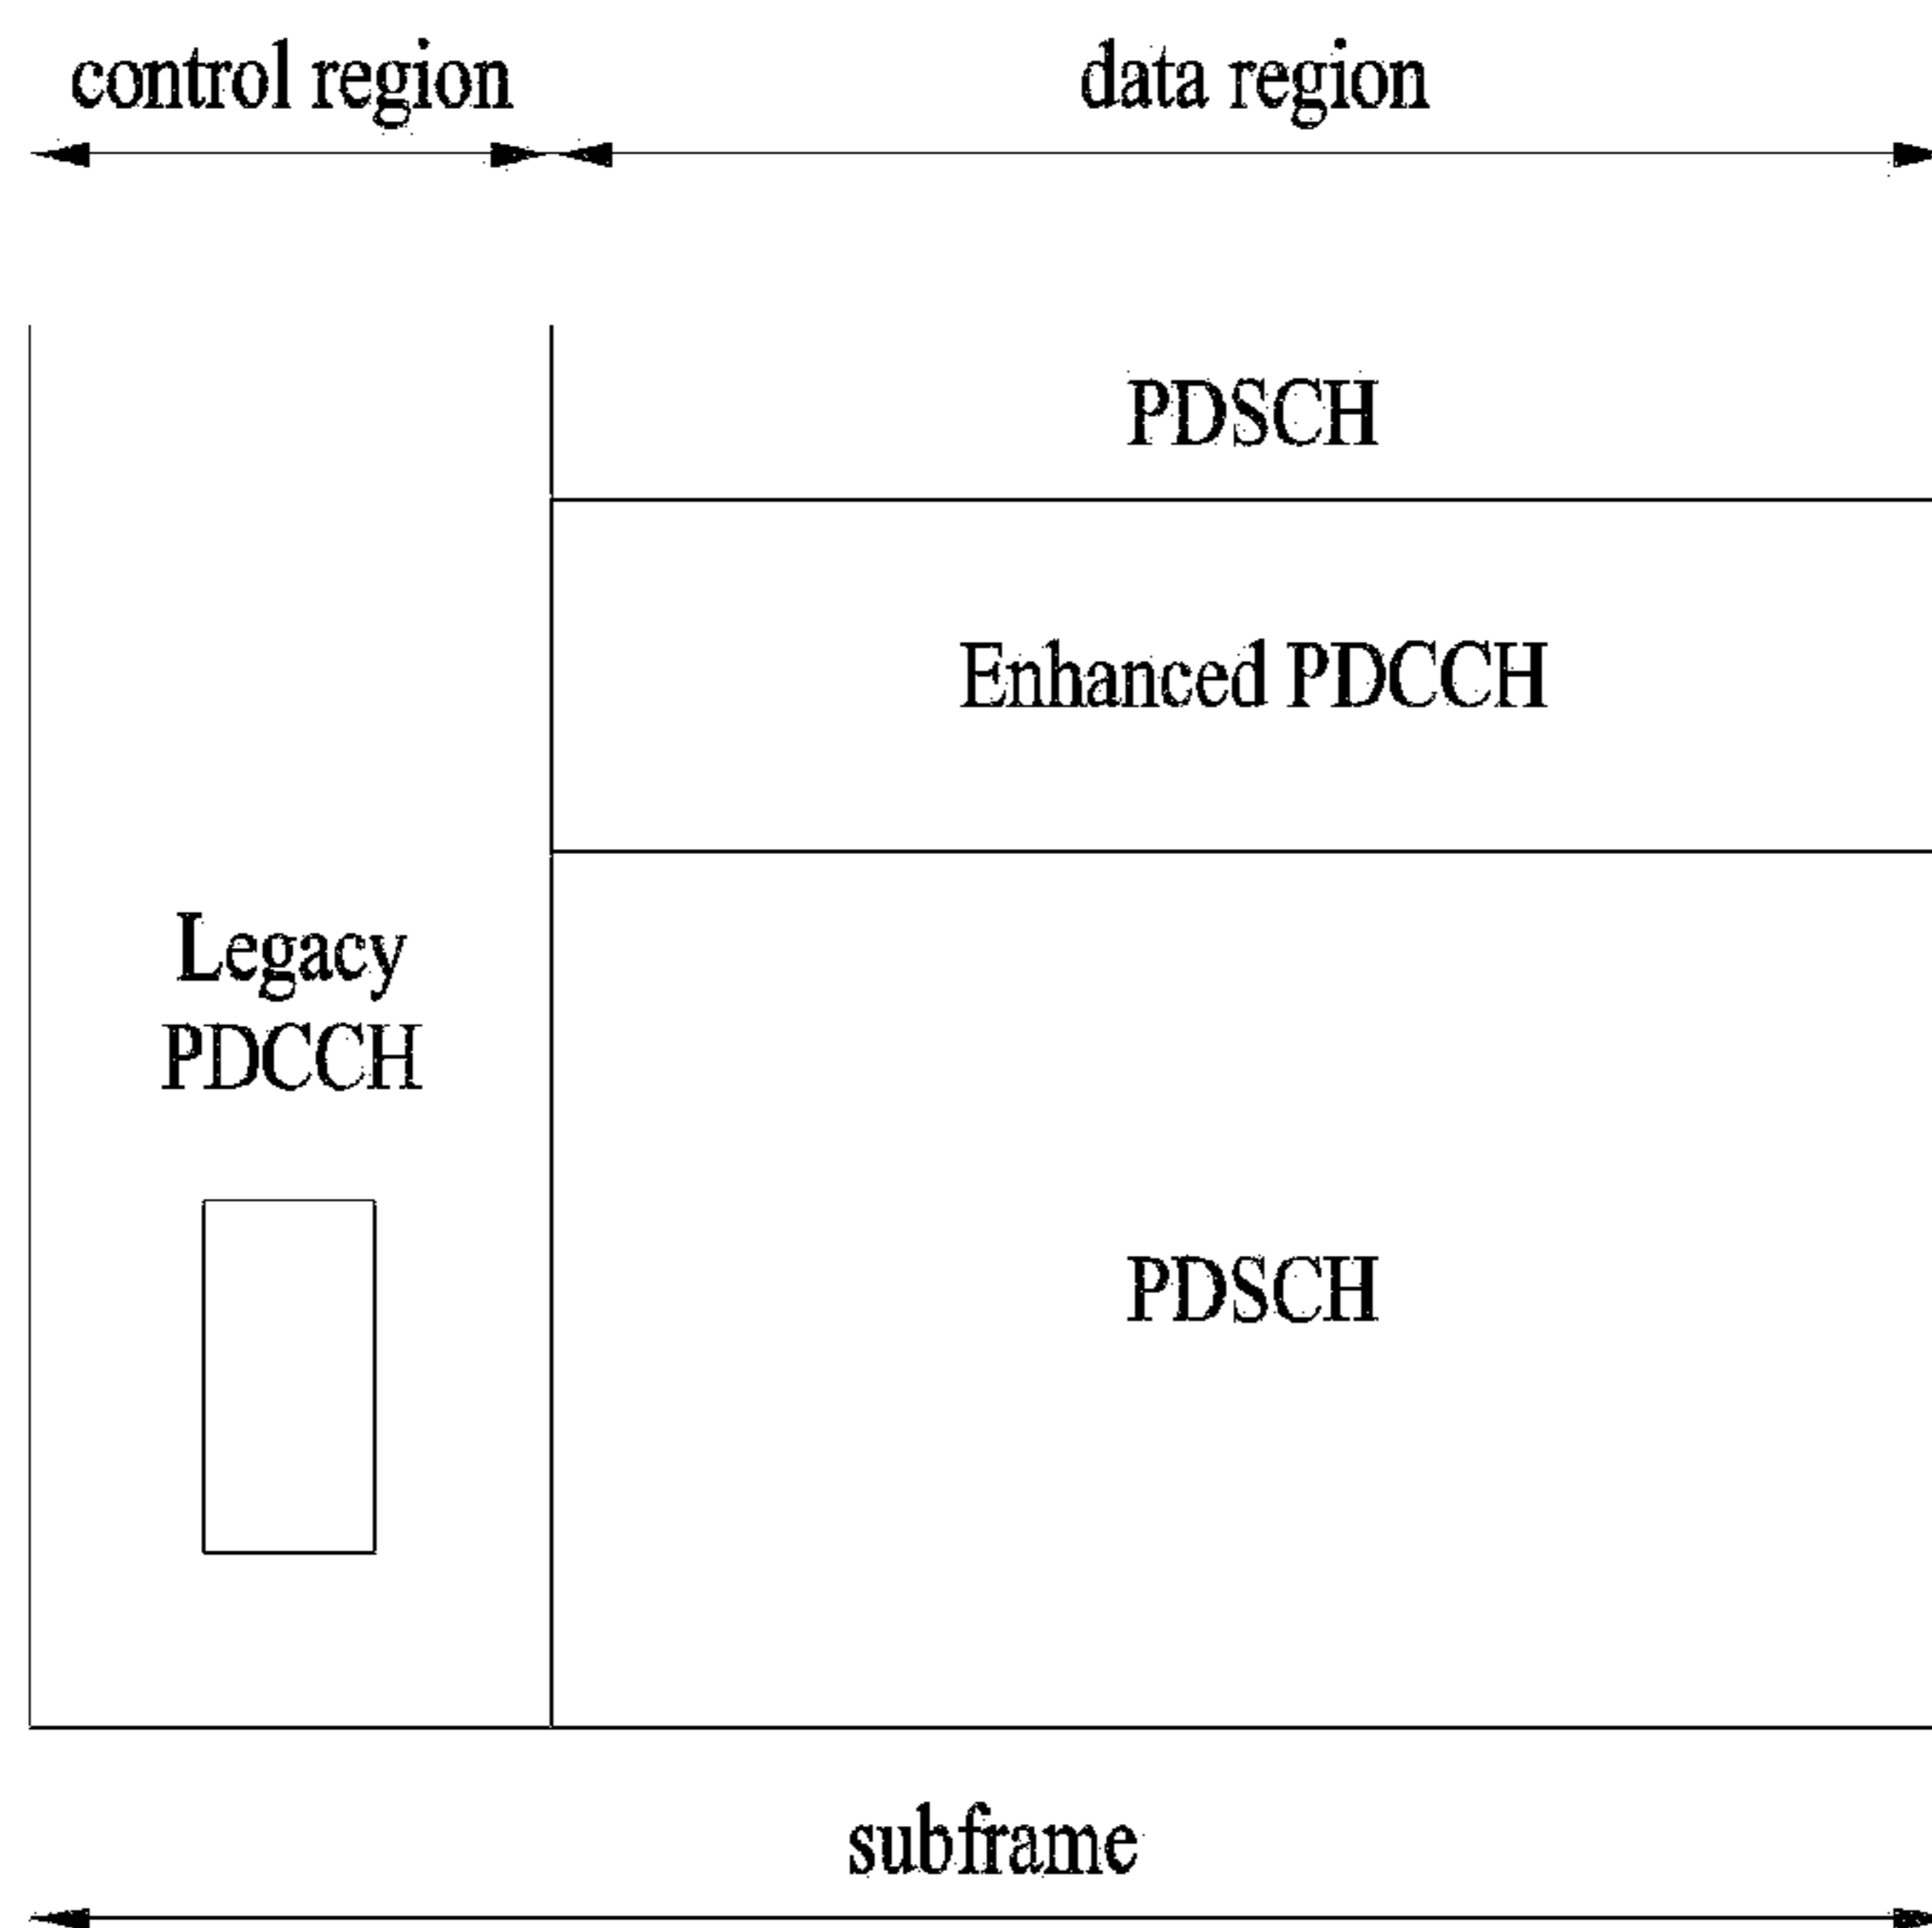 control region
data region
PDSCH
Enhanced PDCCH
Legacy
PDCCH
PDSCH
subframe